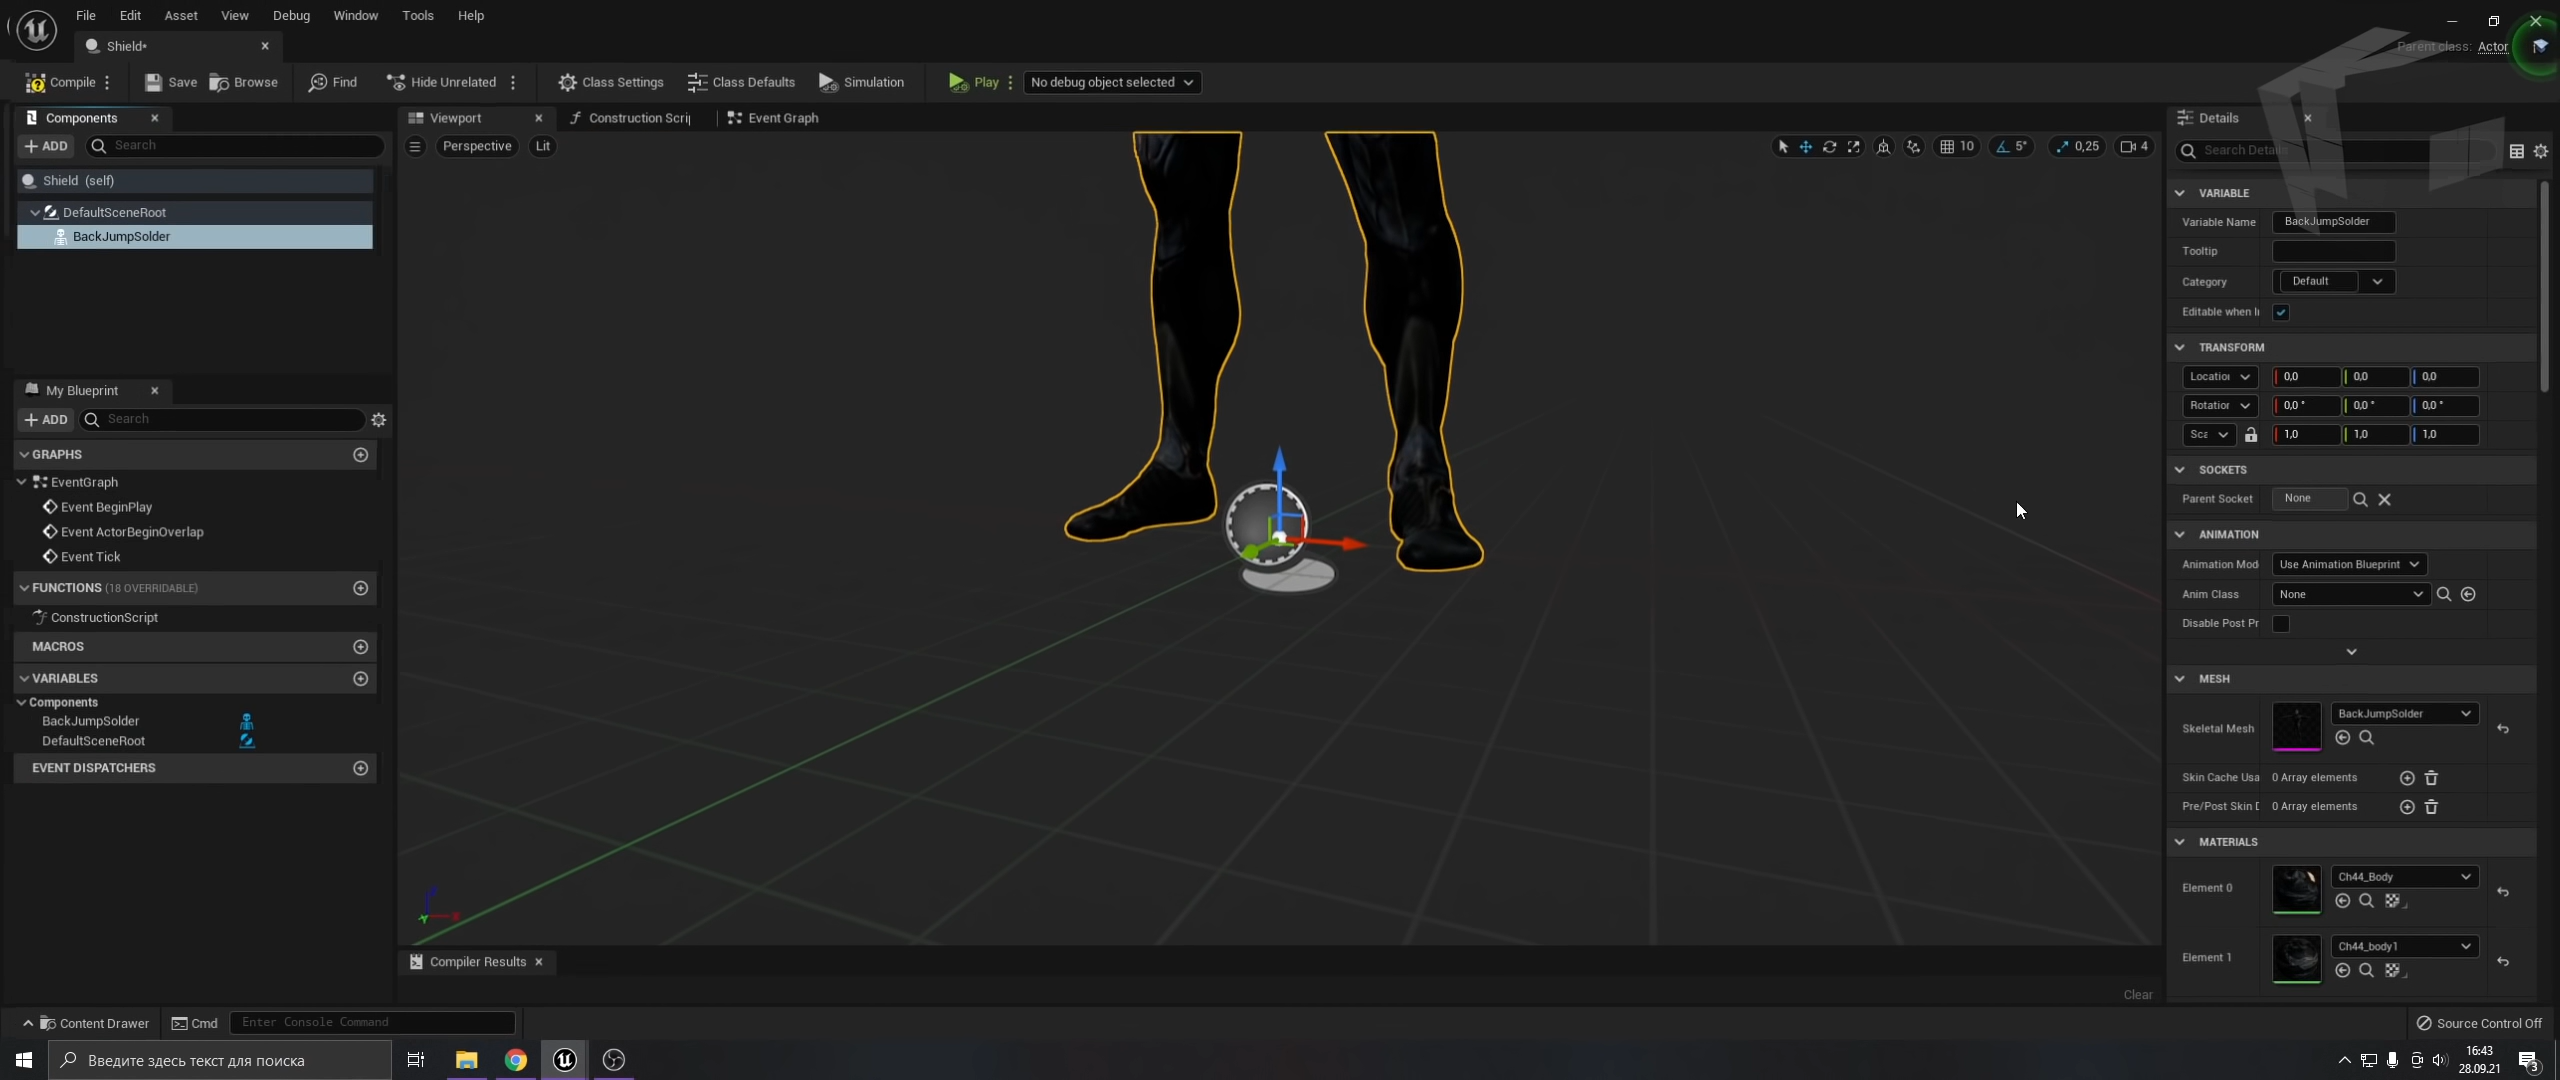 File Edit Asset View Debug Window Tools Help
Shield*
Parent class: Actor
Compile Save Browse Find Hide Unrelated Class Settings Class Defaults Simulation Play No debug object selected
Components
ADD Search
Shield (self)
DefaultSceneRoot
BackJumpSolder
My Blueprint
ADD Search
GRAPHS
EventGraph
Event BeginPlay
Event ActorBeginOverlap
Event Tick
FUNCTIONS (18 OVERRIDABLE)
ConstructionScript
MACROS
VARIABLES
Components
BackJumpSolder
DefaultSceneRoot
EVENT DISPATCHERS
Viewport Construction Scrip Event Graph
Perspective Lit
10 5° 0,25 4
Compiler Results
Clear
Details
Search Details
VARIABLE
Variable Name BackJumpSolder
Tooltip
Category Default
Editable when I
TRANSFORM
Location 0,0 0,0 0,0
Rotation 0,0 ° 0,0 ° 0,0 °
Sca 1,0 1,0 1,0
SOCKETS
Parent Socket None
ANIMATION
Animation Mod Use Animation Blueprint
Anim Class None
Disable Post Pr
MESH
Skeletal Mesh BackJumpSolder
Skin Cache Usa 0 Array elements
Pre/Post Skin D 0 Array elements
MATERIALS
Element 0 Ch44_Body
Element 1 Ch44_body1
Content Drawer Cmd Enter Console Command Source Control Off
Введите здесь текст для поиска
16:43
28.09.21
3